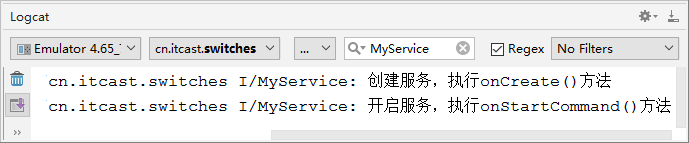 Logcat
Emulator 4.65_ cn.itcast.switches ... MyService Regex No Filters
cn.itcast.switches I/MyService: 创建服务，执行onCreate()方法
cn.itcast.switches I/MyService: 开启服务，执行onStartCommand()方法